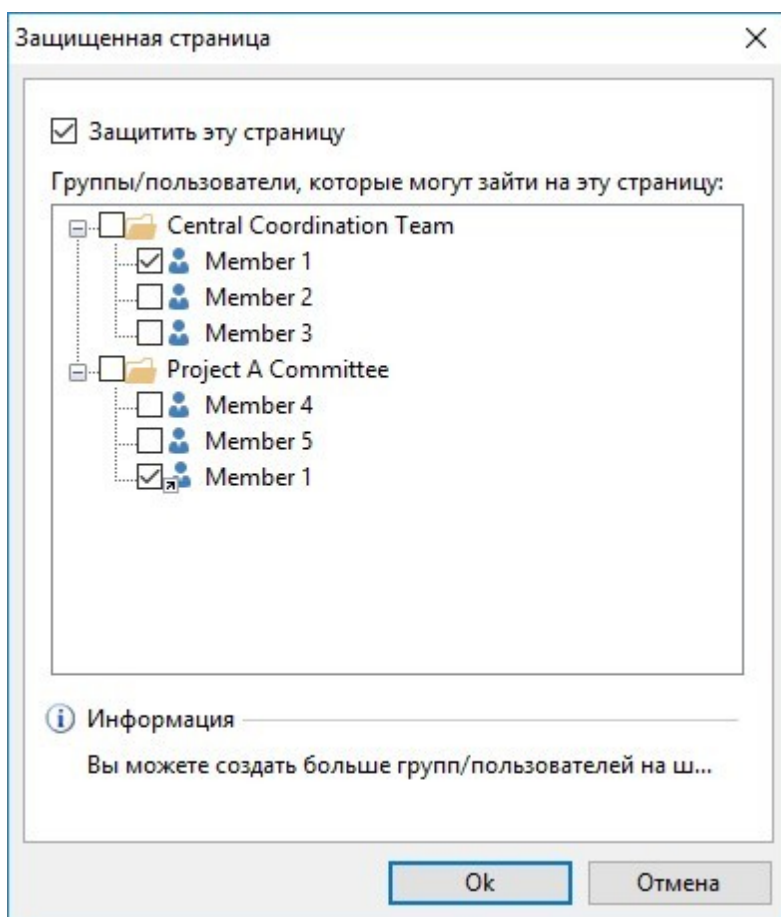 Защищенная страница
Защитить эту страницу
Группы/пользователи, которые могут зайти на эту страницу:
Central Coordination Team
Member 1
Member 2
Member 3
Project A Committee
Member 4
Member 5
Member 1
Информация
Вы можете создать больше групп/пользователей на ш...
Ok
Отмена